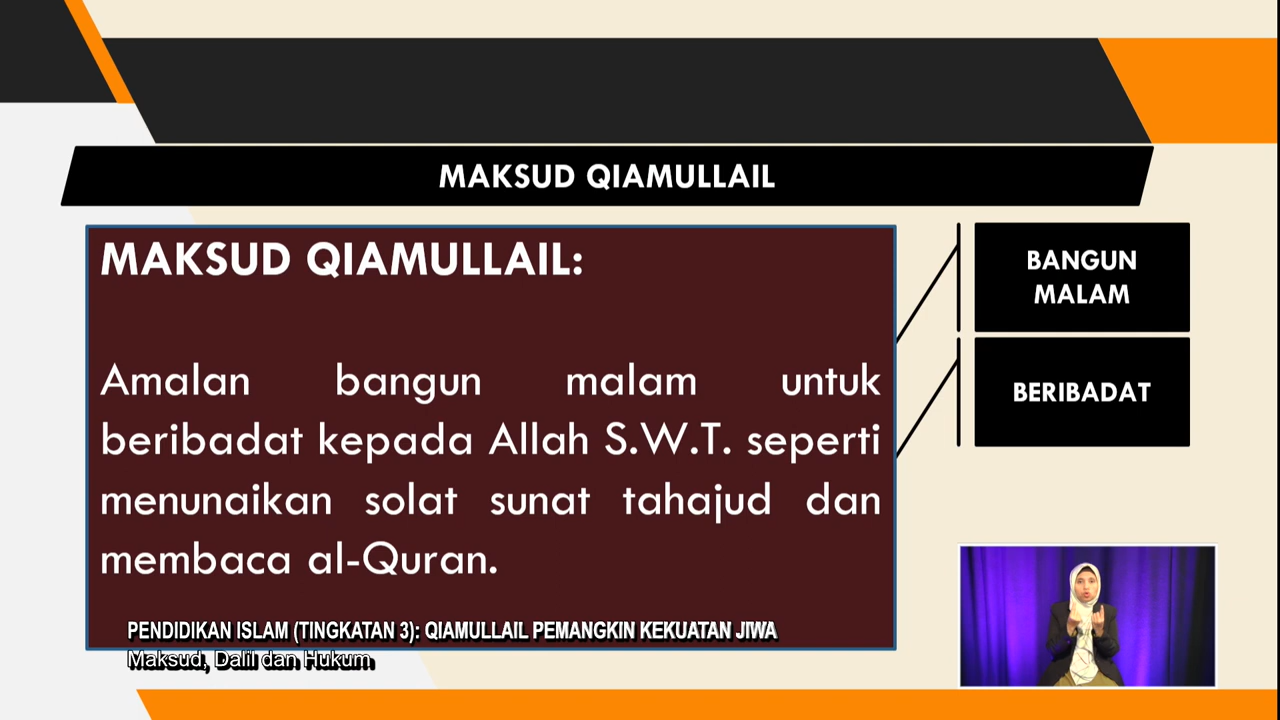 MAKSUD QIAMULLAIL
MAKSUD QIAMULLAIL:
Amalan bangun malam untuk
beribadat kepada Allah S.W.T. seperti
menunaikan solat sunat tahajud dan
membaca al-Quran.
BANGUN
MALAM
BERIBADAT
PENDIDIKAN ISLAM (TINGKATAN 3): QIAMULLAIL PEMANGKIN KEKUATAN JIWA
Maksud, Dalil dan Hukum